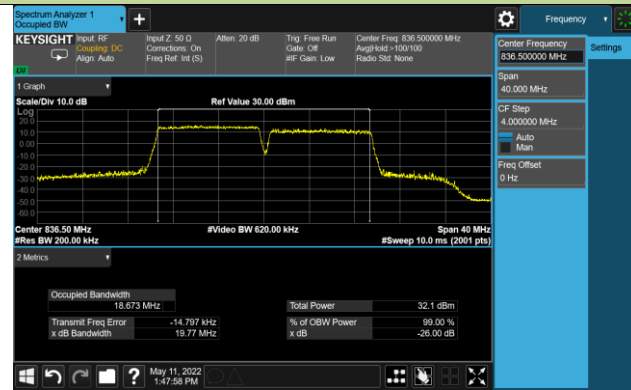 Spectrum Analyzer 1
Occupied BW
Frequency
KEYSIGHT
Input: RF
Coupling: DC
Align: Auto
Input Z: 50 Ω
Corrections: On
Freq Ref: Int (S)
Atten: 20 dB
Trig: Free Run
Gate: Off
#IF Gain: Low
Center Freq: 836.500000 MHz
Avg|Hold:>100/100
Radio Std: None
LXI
Center Frequency
836.500000 MHz
Settings
Span
40.000 MHz
CF Step
4.000000 MHz
Auto
Man
Freq Offset
0 Hz
1 Graph
Scale/Div 10.0 dB
Ref Value 30.00 dBm
Log
20.0
10.0
0.00
-10.0
-20.0
-30.0
-40.0
-50.0
-60.0
Center 836.50 MHz
#Video BW 620.00 kHz
Span 40 MHz
#Res BW 200.00 kHz
#Sweep 10.0 ms (2001 pts)
2 Metrics
Occupied Bandwidth
18.673 MHz
Total Power
32.1 dBm
Transmit Freq Error
-14.797 kHz
% of OBW Power
99.00 %
x dB Bandwidth
19.77 MHz
x dB
-26.00 dB
?
May 11, 2022
1:47:58 PM